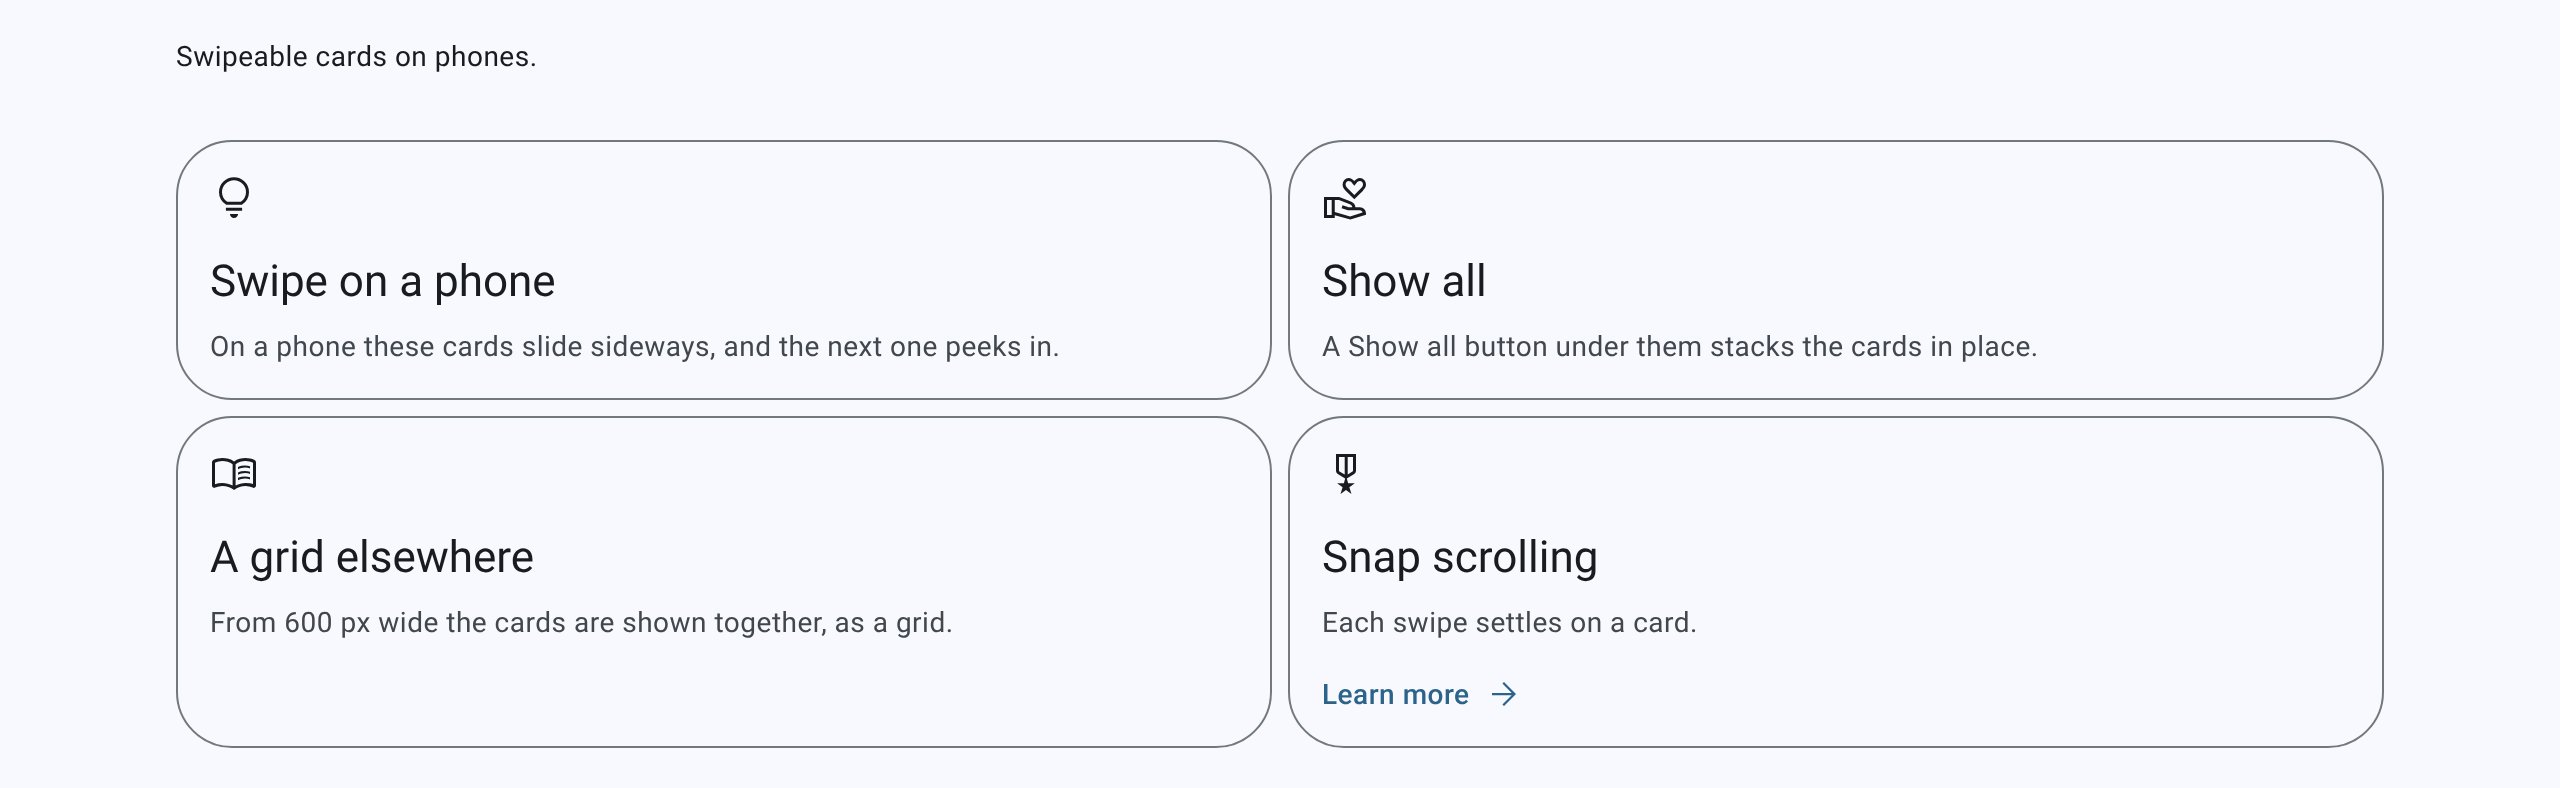 Swipeable cards on phones.
Swipe on a phone
On a phone these cards slide sideways, and the next one peeks in.
Show all
A Show all button under them stacks the cards in place.
A grid elsewhere
From 600 px wide the cards are shown together, as a grid.
Snap scrolling
Each swipe settles on a card.
Learn more